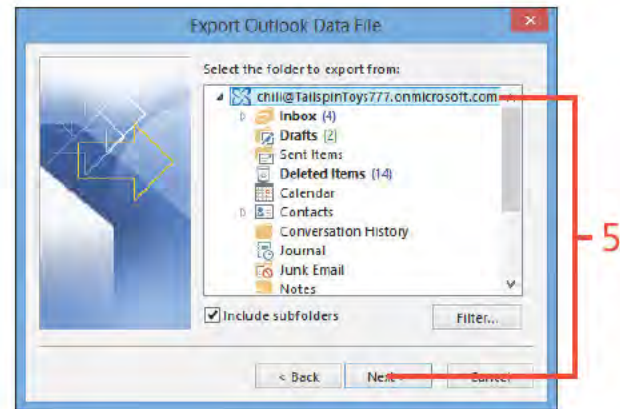 Export Outlook Data File
Select the folder to export from:
chili@TailspinToys777.onmicrosoft.com
Inbox (4)
Drafts (2)
Sent Items
Deleted Items (14)
Calendar
Contacts
Conversation History
Journal
Junk Email
Notes
5
Include subfolders
Filter...
< Back
Next >
Cancel